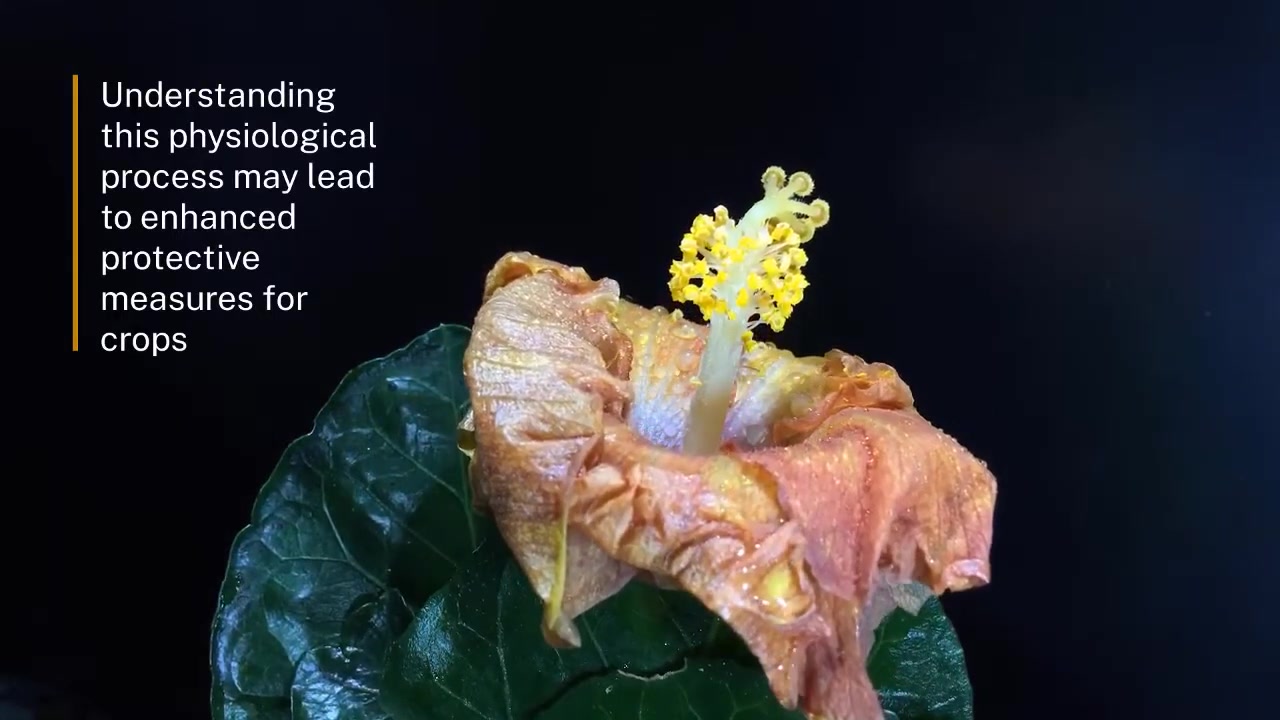 Understanding
this physiological
process may lead
to enhanced
protective
measures for
crops